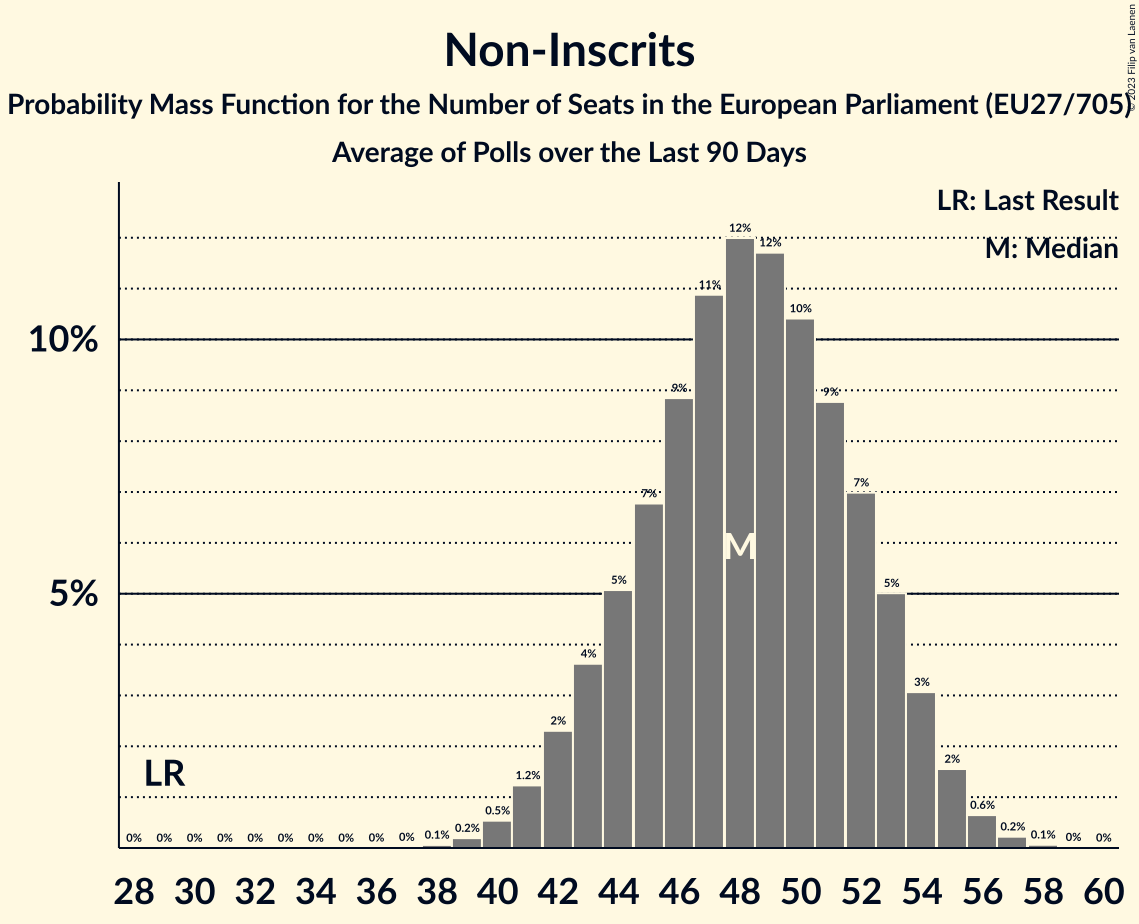 Non-Inscrits
Probability Mass Function for the Number of Seats in the European Parliament (EU27/705)
Average of Polls over the Last 90 Days
© 2023 Filip van Laenen
LR: Last Result
M: Median
10%
5%
LR
M
0% 0% 0% 0% 0% 0% 0% 0% 0% 0% 0.1% 0.2% 0.5% 1.2% 2% 4% 5% 7% 9% 11% 12% 12% 10% 9% 7% 5% 3% 2% 0.6% 0.2% 0.1% 0% 0%
28 30 32 34 36 38 40 42 44 46 48 50 52 54 56 58 60